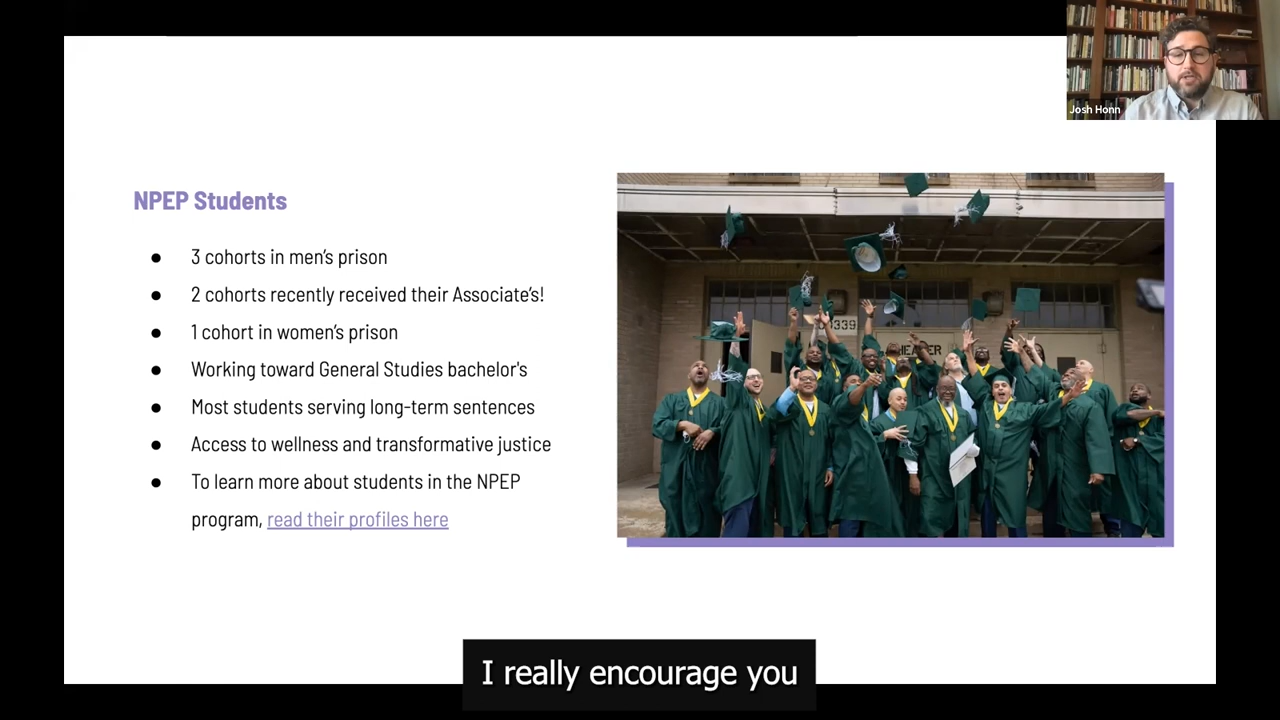 Josh Honn
NPEP Students
● 3 cohorts in men's prison
● 2 cohorts recently received their Associate's!
● 1 cohort in women's prison
● Working toward General Studies bachelor's
● Most students serving long-term sentences
● Access to wellness and transformative justice
● To learn more about students in the NPEP
program, read their profiles here
I really encourage you